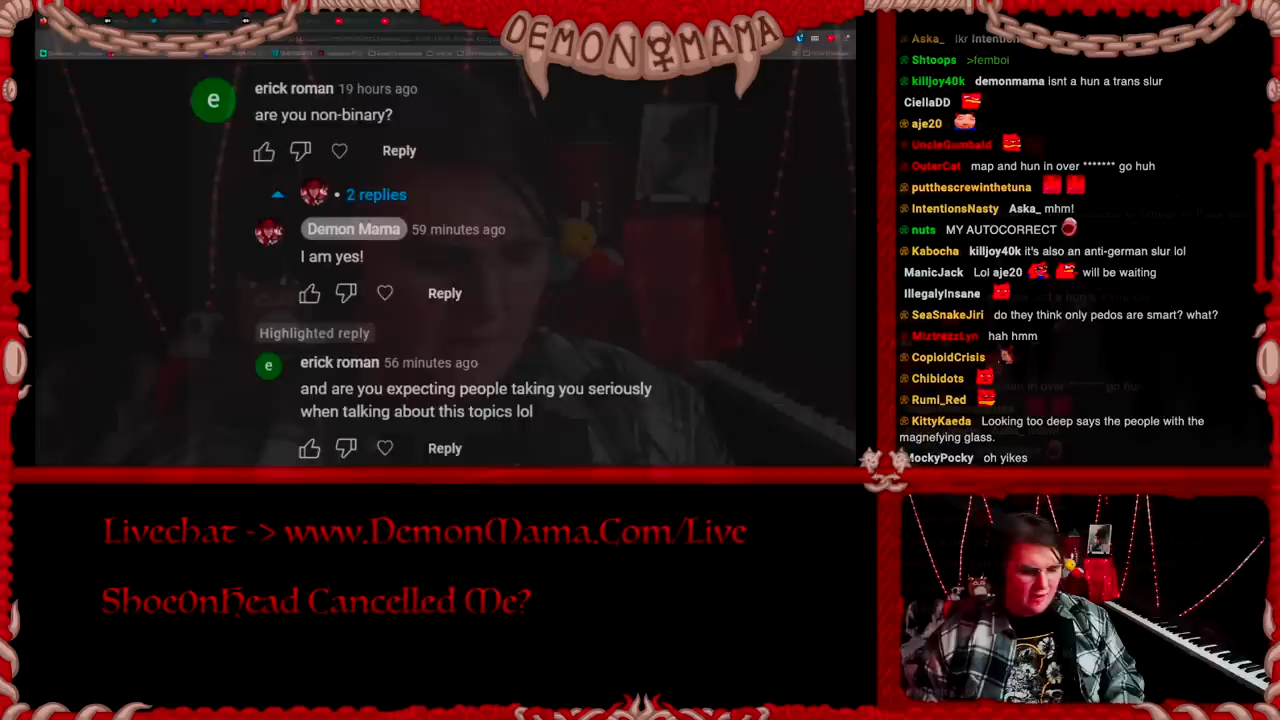 DEMON MAMA
erick roman 19 hours ago
are you non-binary?
Reply
• 2 replies
Demon Mama 59 minutes ago
I am yes!
Reply
Highlighted reply
erick roman 56 minutes ago
and are you expecting people taking you seriously
when talking about this topics lol
Reply
Livechat -> www.DemonMama.Com/Live
Shoe0nHead Cancelled Me?
Aska_ Ikr
Shtoops >femboi
killjoy40k demonmama isnt a hun a trans slur
CiellaDD
aje20
UncleGumbald
OuterCat map and hun in over ******* go huh
putthescrewinthetuna
IntentionsNasty Aska_ mhm!
nuts MY AUTOCORRECT
Kabocha killjoy40k it's also an anti-german slur lol
ManicJack Lol aje20 will be waiting
IllegalyInsane
SeaSnakeJiri do they think only pedos are smart? what?
MiztrezzLyn hah hmm
CopioidCrisis
Chibidots
Rumi_Red
KittyKaeda Looking too deep says the people with the
magnefying glass.
MockyPocky oh yikes
e
e